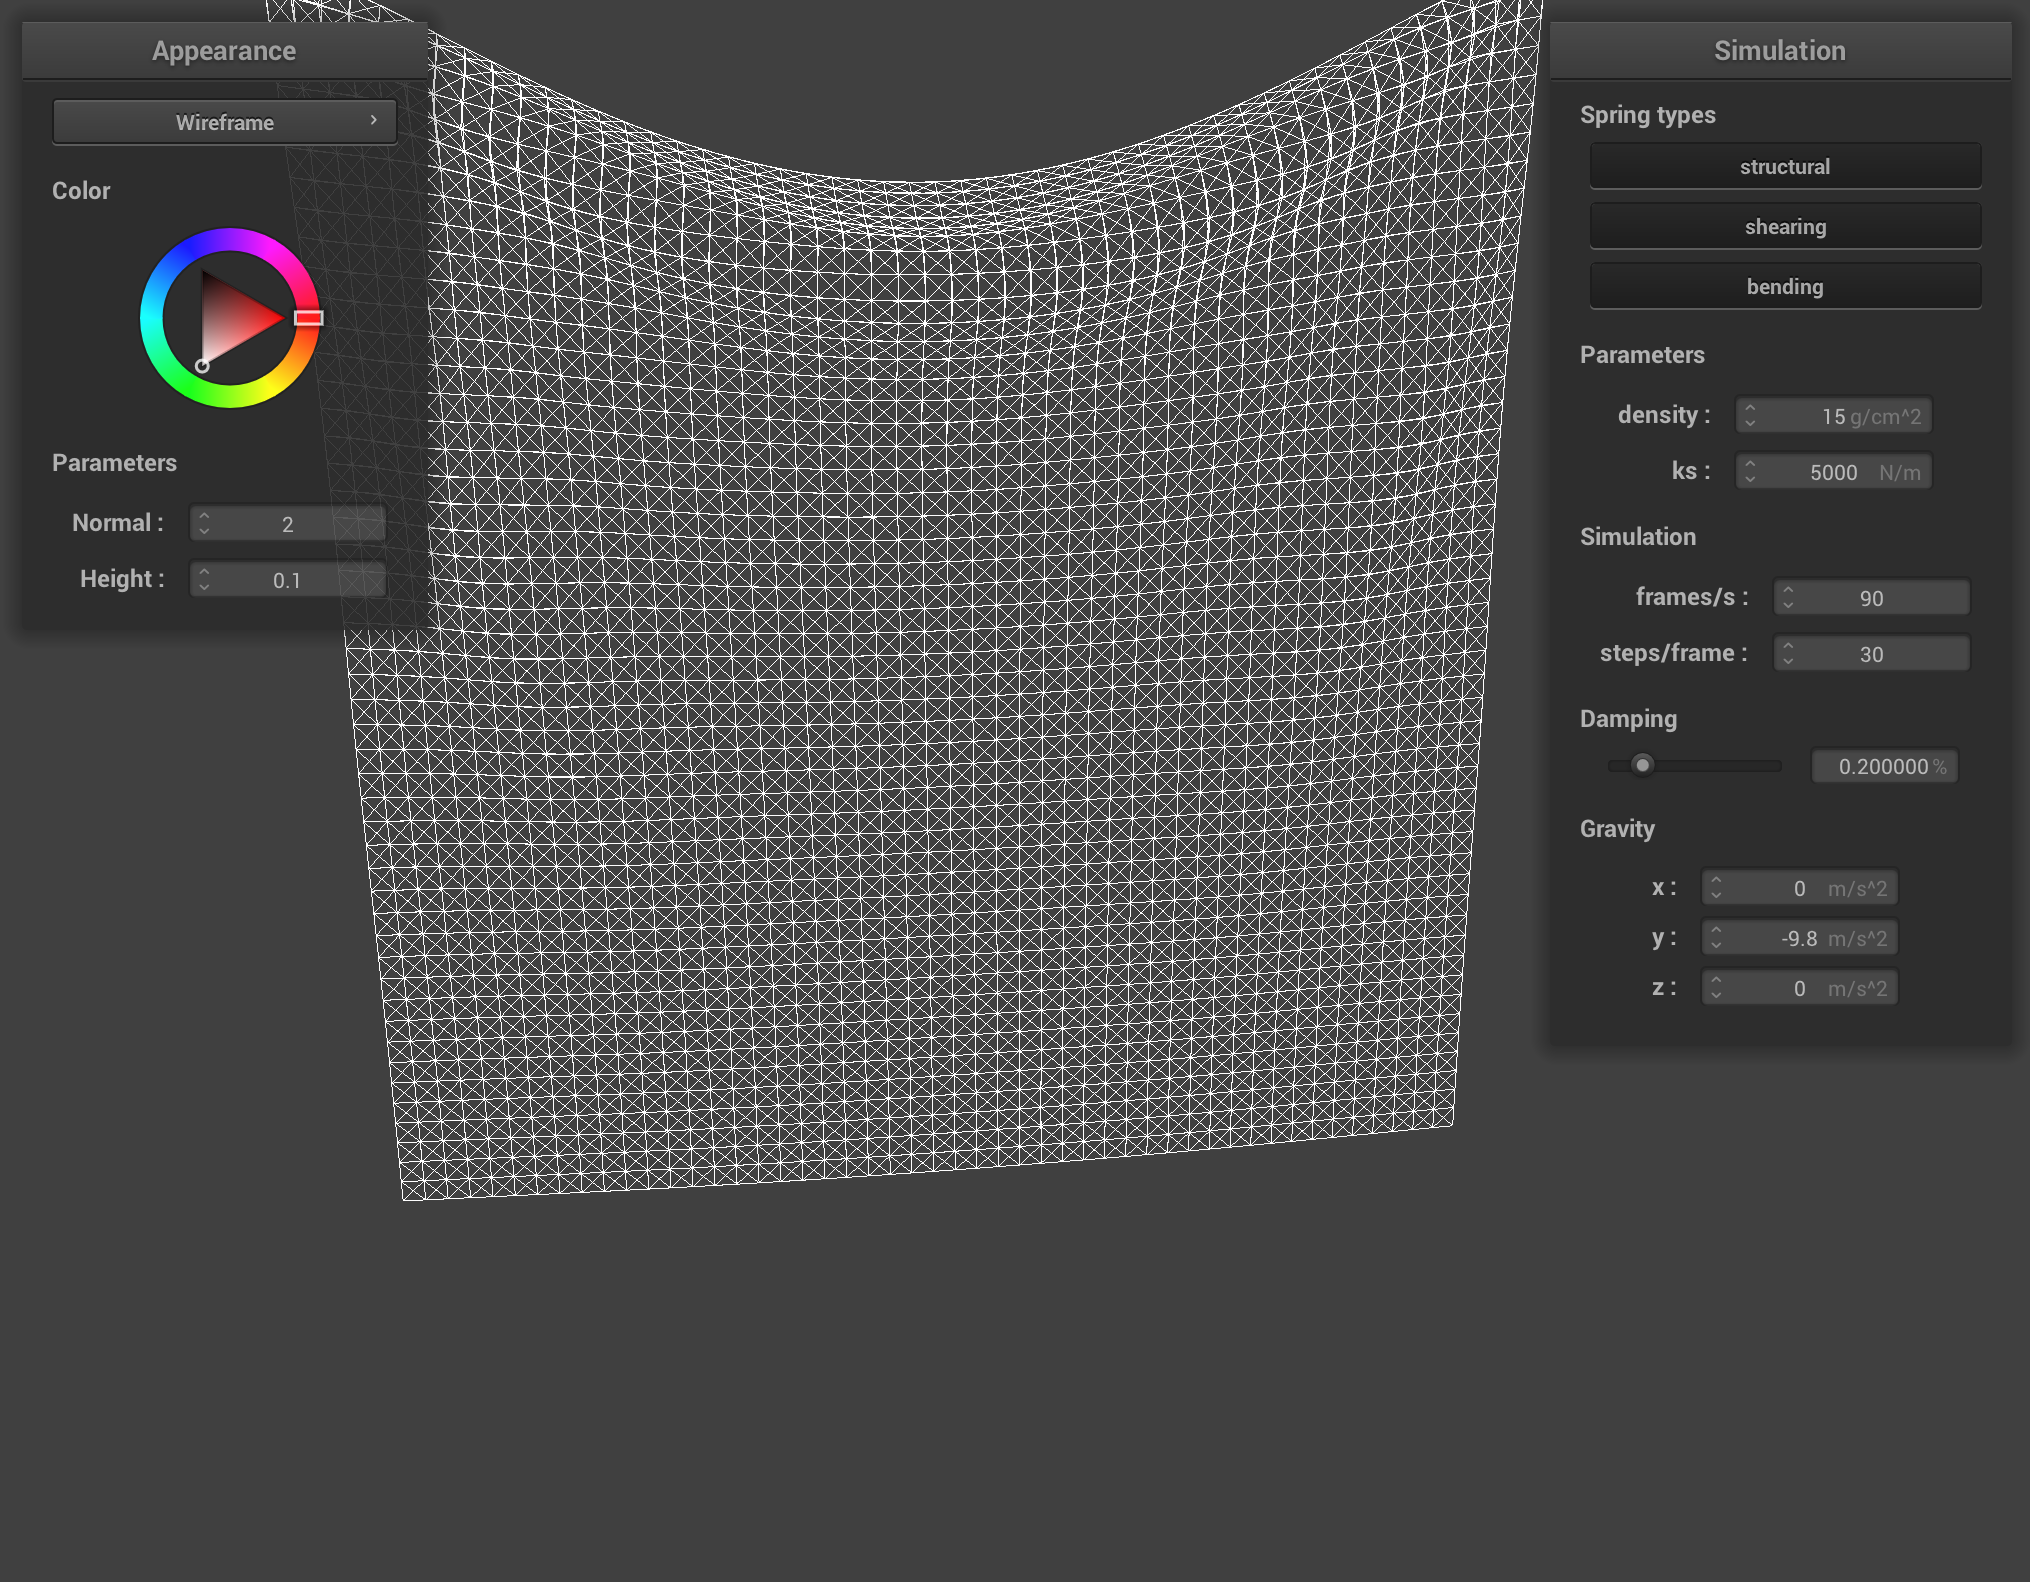 Appearance
Wireframe
Color
Parameters
Normal : 2
Height : 0.1
Simulation
Spring types
structural
shearing
bending
Parameters
density : 15 g/cm^2
ks : 5000 N/m
Simulation
frames/s : 90
steps/frame : 30
Damping
0.200000 %
Gravity
x : 0 m/s^2
y : -9.8 m/s^2
z : 0 m/s^2